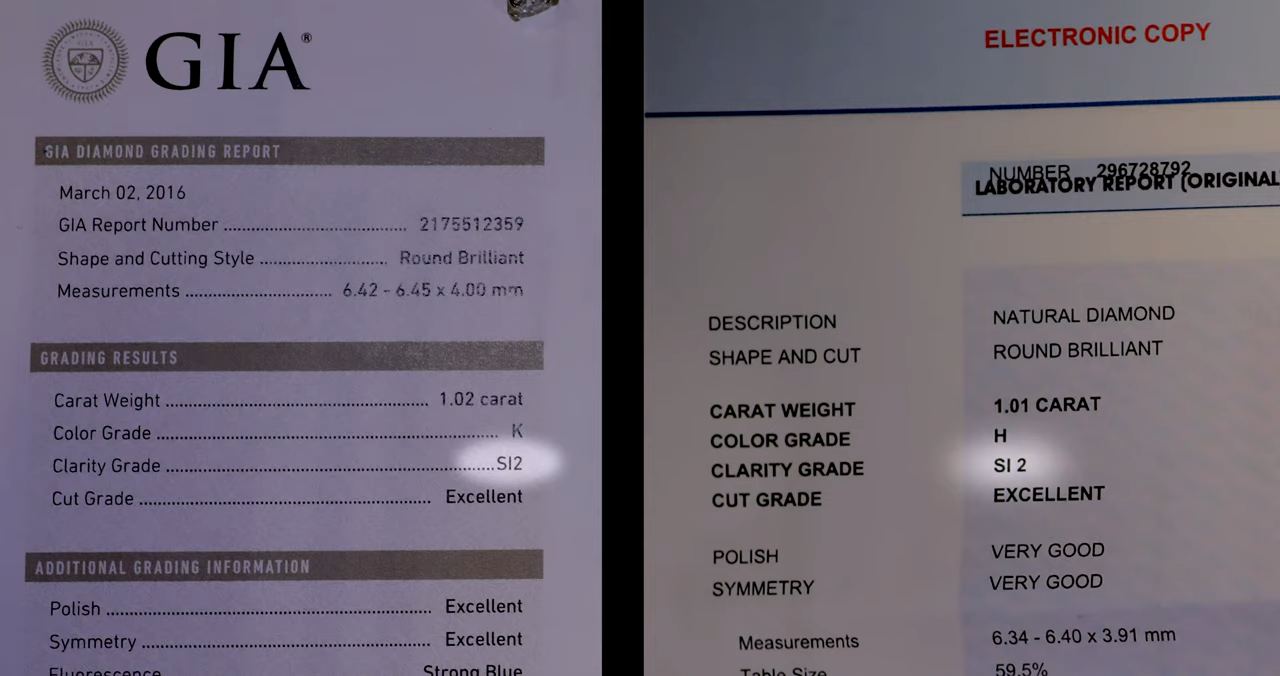 GIA®
GIA DIAMOND GRADING REPORT
March 02, 2016
GIA Report Number 2175512359
Shape and Cutting Style Round Brilliant
Measurements 6.42 - 6.45 x 4.00 mm
GRADING RESULTS
Carat Weight 1.02 carat
Color Grade K
Clarity Grade SI2
Cut Grade Excellent
ADDITIONAL GRADING INFORMATION
Polish Excellent
Symmetry Excellent
Fluorescence Strong Blue
ELECTRONIC COPY
NUMBER 296728792
LABORATORY REPORT (ORIGINAL
DESCRIPTION NATURAL DIAMOND
SHAPE AND CUT ROUND BRILLIANT
CARAT WEIGHT 1.01 CARAT
COLOR GRADE H
CLARITY GRADE SI 2
CUT GRADE EXCELLENT
POLISH VERY GOOD
SYMMETRY VERY GOOD
Measurements 6.34 - 6.40 x 3.91 mm
Table Size 59.5%